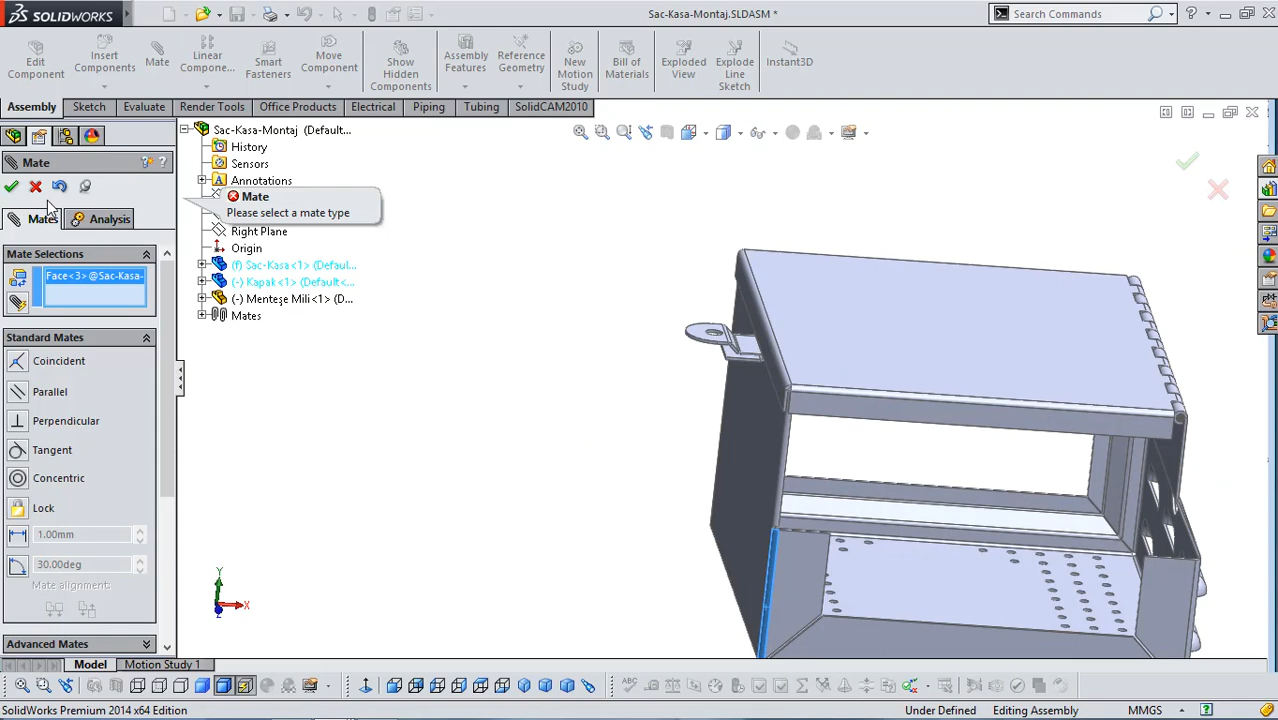 SOLIDWORKS
Sac-Kasa-Montaj.SLDASM *
Search Commands
Edit Component
Insert Components
Mate
Linear Compone...
Smart Fasteners
Move Component
Show Hidden Components
Assembly Features
Reference Geometry
New Motion Study
Bill of Materials
Exploded View
Explode Line Sketch
Instant3D
Assembly
Sketch
Evaluate
Render Tools
Office Products
Electrical
Piping
Tubing
SolidCAM2010
Mate
Mates
Analysis
Mate Selections
Face<3>@Sac-Kasa-
Standard Mates
Coincident
Parallel
Perpendicular
Tangent
Concentric
Lock
1.00mm
30.00deg
Mate alignment:
Advanced Mates
Sac-Kasa-Montaj (Default...
History
Sensors
Annotations
Mate
Please select a mate type
Right Plane
Origin
(f) Sac-Kasa<1> (Defaul...
(-) Kapak<1> (Default<...
(-) Menteşe Mili<1> (D...
Mates
Y
X
Z
Model
Motion Study 1
SolidWorks Premium 2014 x64 Edition
Under Defined
Editing Assembly
MMGS